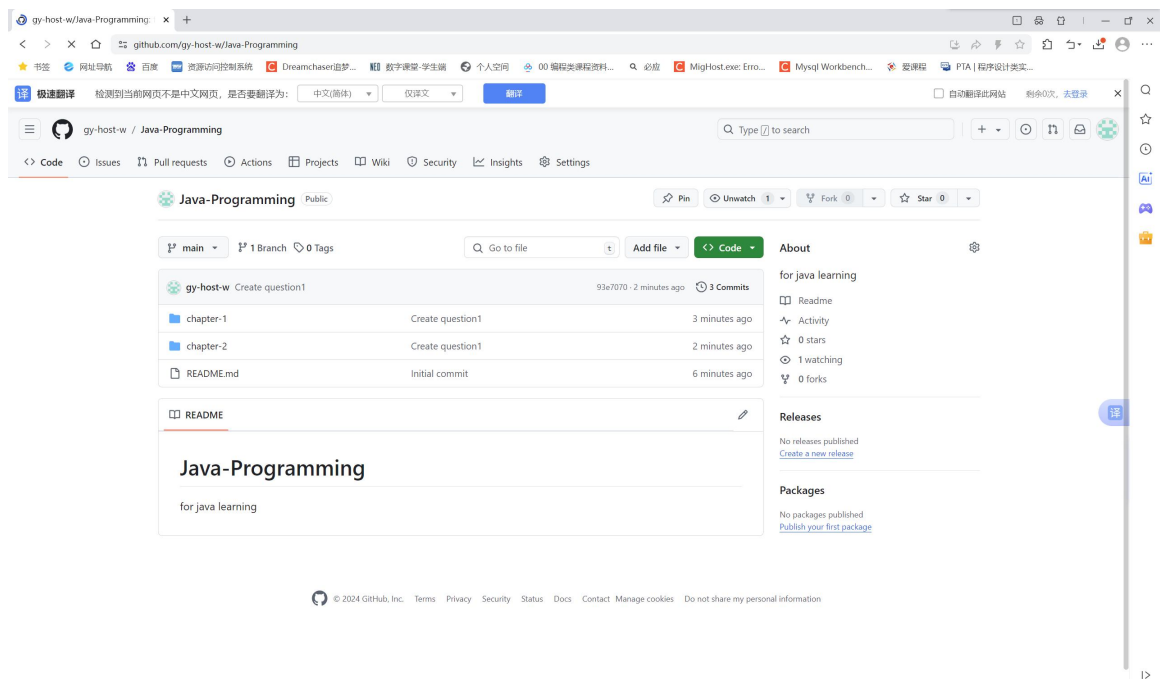 gy-host-w/Java-Programming:
github.com/gy-host-w/Java-Programming
书签 网址导航 百度 资源访问控制系统 Dreamchaser追梦... 数字课堂-学生端 个人空间 00 编程类课程资料... 必应 MigHost.exe: Erro... Mysql Workbench... 爱课程 PTA | 程序设计类实...
译 极速翻译 检测到当前网页不是中文网页，是否要翻译为： 中文(简体) 仅译文 翻译 自动翻译此网站 剩余0次，去登录
gy-host-w / Java-Programming Type / to search
Code Issues Pull requests Actions Projects Wiki Security Insights Settings
Java-Programming Public Pin Unwatch 1 Fork 0 Star 0
main 1 Branch 0 Tags Go to file t Add file Code
gy-host-w Create question1 93e7070 · 2 minutes ago 3 Commits
chapter-1 Create question1 3 minutes ago
chapter-2 Create question1 2 minutes ago
README.md Initial commit 6 minutes ago
README
Java-Programming
for java learning
About
for java learning
Readme
Activity
0 stars
1 watching
0 forks
Releases
No releases published
Create a new release
Packages
No packages published
Publish your first package
译
© 2024 GitHub, Inc. Terms Privacy Security Status Docs Contact Manage cookies Do not share my personal information